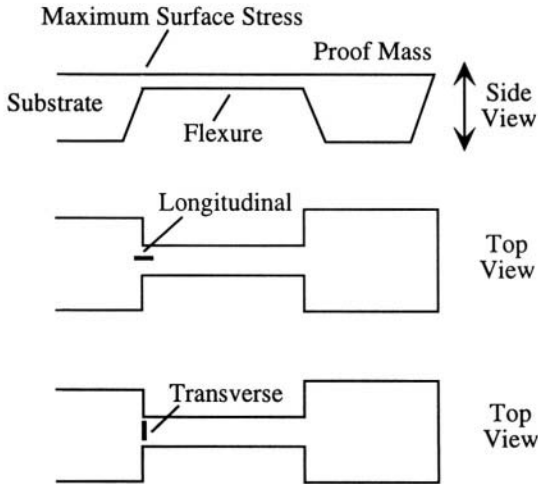 Maximum Surface Stress
Proof Mass
Substrate
Flexure
Side
View
Longitudinal
Top
View
Transverse
Top
View